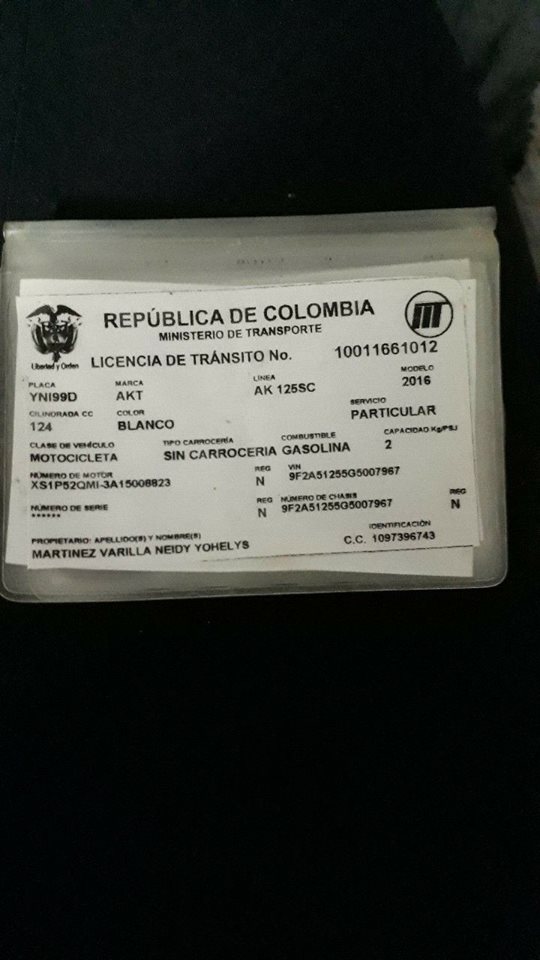 REPÚBLICA DE COLOMBIA
MINISTERIO DE TRANSPORTE
Libertad y Orden
LICENCIA DE TRÁNSITO No. 10011661012
PLACA MARCA LÍNEA MODELO
YNI99D AKT AK 125SC 2016
CILINDRADA CC COLOR SERVICIO
124 BLANCO PARTICULAR
CLASE DE VEHÍCULO TIPO CARROCERÍA COMBUSTIBLE CAPACIDAD Kg/PSJ
MOTOCICLETA SIN CARROCERIA GASOLINA 2
NÚMERO DE MOTOR REG VIN
XS1P52QMI-3A15008823 N 9F2A51255G5007967
NÚMERO DE SERIE REG NÚMERO DE CHASIS REG
****** N 9F2A51255G5007967 N
PROPIETARIO: APELLIDO(S) Y NOMBRE(S) IDENTIFICACIÓN
MARTINEZ VARILLA NEIDY YOHELYS C.C. 1097396743